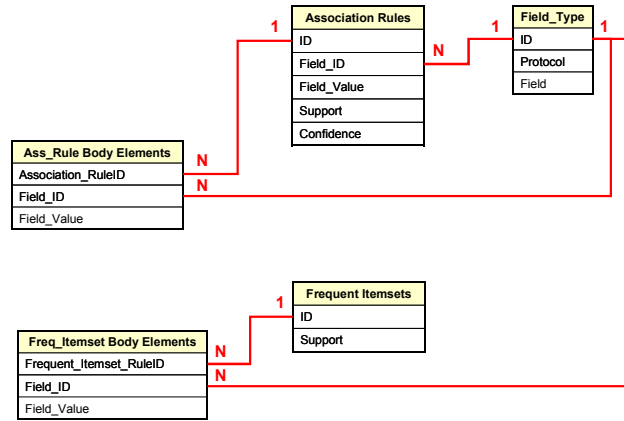 Association Rules
ID
Field_ID
Field_Value
Support
Confidence
1
N
Field_Type
ID
Protocol
Field
1
1
Ass_Rule Body Elements
Association_RuleID
Field_ID
Field_Value
N
N
Frequent Itemsets
ID
Support
1
Freq_Itemset Body Elements
Frequent_Itemset_RuleID
Field_ID
Field_Value
N
N